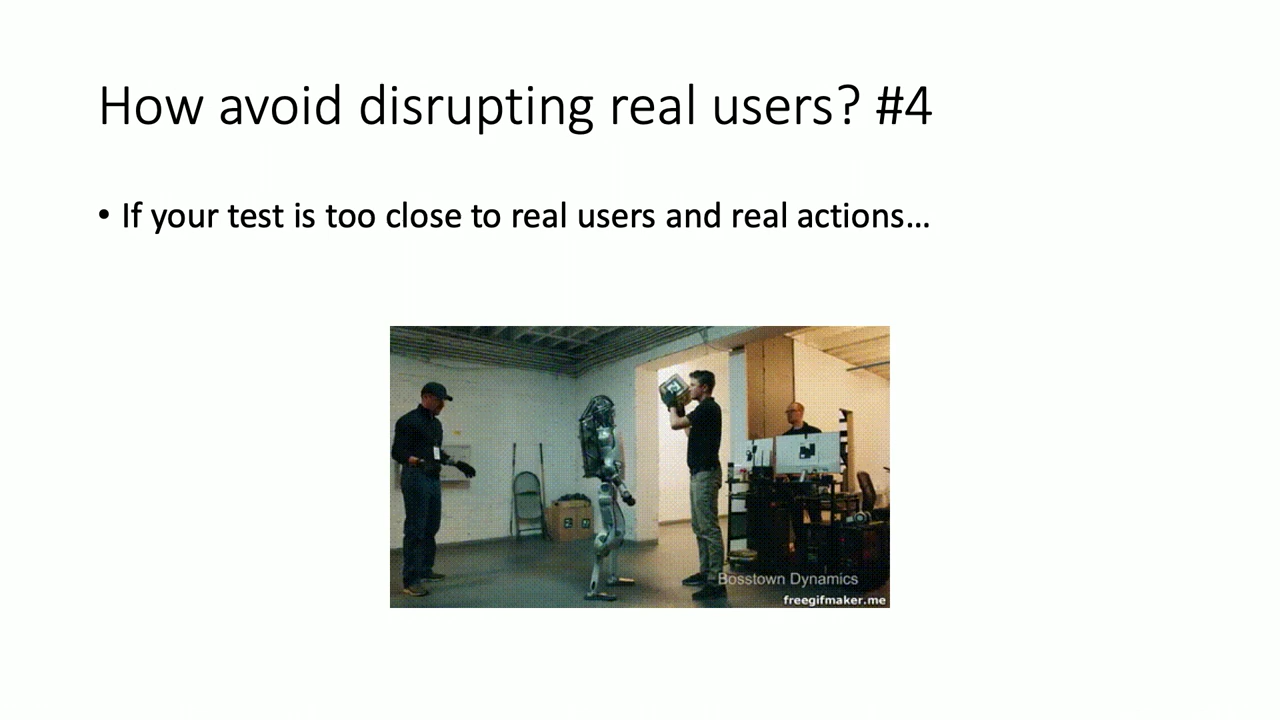 How avoid disrupting real users? #4
• If your test is too close to real users and real actions…
Bosstown Dynamics
freegifmaker.me